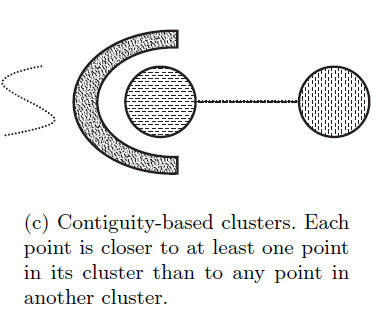 (c) Contiguity-based clusters. Each
point is closer to at least one point
in its cluster than to any point in
another cluster.